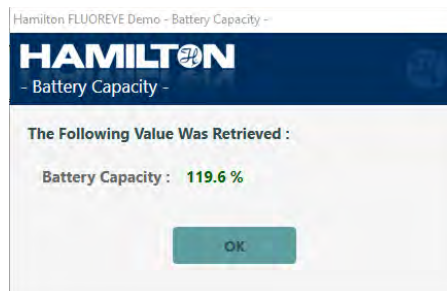 Hamilton FLUOREYE Demo - Battery Capacity -
HAMILTON
- Battery Capacity -
The Following Value Was Retrieved :
Battery Capacity : 119.6 %
OK